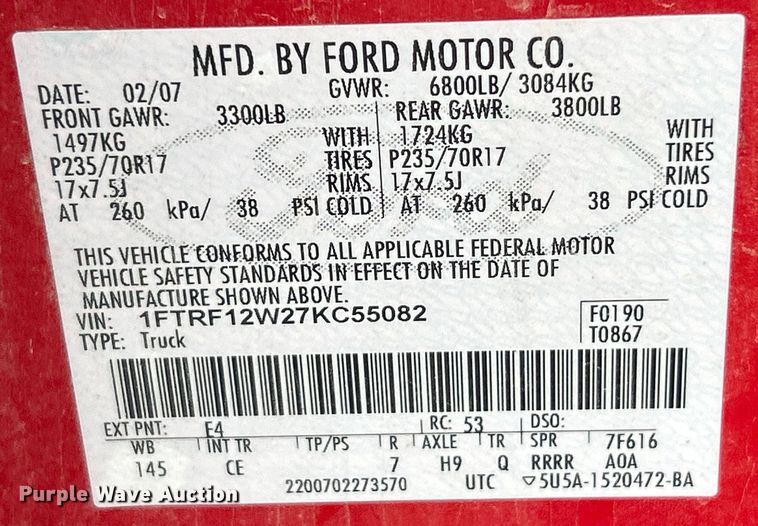 MFD. BY FORD MOTOR CO.
DATE: 02/07 GVWR: 6800LB/ 3084KG
FRONT GAWR: 3300LB REAR GAWR: 3800LB
1497KG WITH 1724KG WITH
P235/70R17 TIRES P235/70R17 TIRES
17x7.5J RIMS 17x7.5J RIMS
AT 260 kPa/ 38 PSI COLD AT 260 kPa/ 38 PSI COLD
THIS VEHICLE CONFORMS TO ALL APPLICABLE FEDERAL MOTOR
VEHICLE SAFETY STANDARDS IN EFFECT ON THE DATE OF
MANUFACTURE SHOWN ABOVE.
VIN: 1FTRF12W27KC55082 F0190
TYPE: Truck T0867
EXT PNT: E4 RC: 53 DSO:
WB INT TR TP/PS R AXLE TR SPR 7F616
145 CE 7 H9 Q RRRR A0A
2200702273570 UTC ▽5U5A-1520472-BA
Ford
Purple Wave Auction